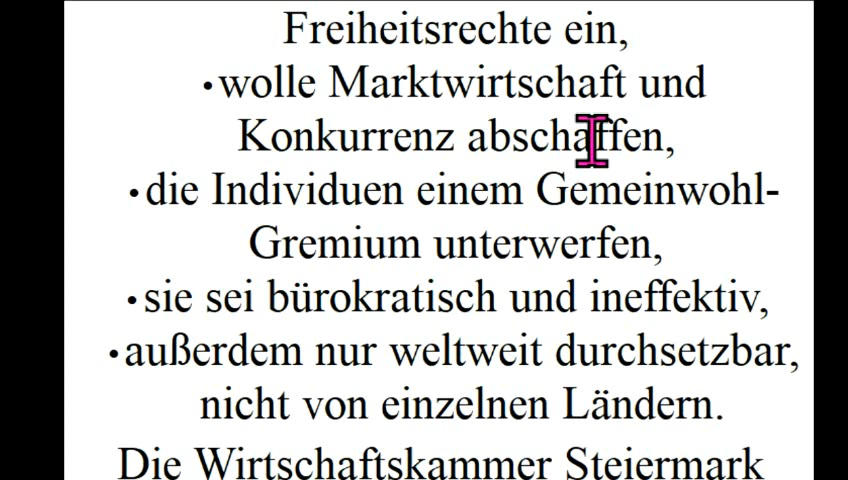 Freiheitsrechte ein,
•wolle Marktwirtschaft und
Konkurrenz abschaffen,
•die Individuen einem Gemeinwohl-
Gremium unterwerfen,
•sie sei bürokratisch und ineffektiv,
•außerdem nur weltweit durchsetzbar,
nicht von einzelnen Ländern.
Die Wirtschaftskammer Steiermark